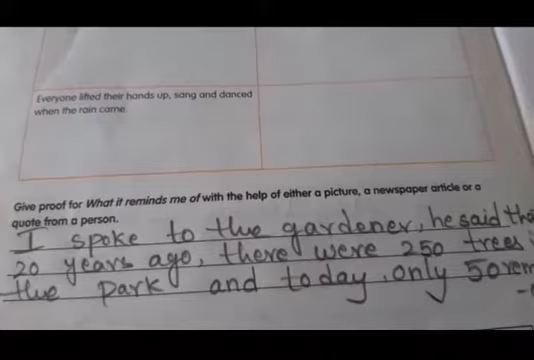 Everyone lifted their hands up, sang and danced
when the rain came.
Give proof for What it reminds me of with the help of either a picture, a newspaper article or a
quote from a person.
I spoke to the gardener, he said
20 years ago, there were 250 trees
the park and today, only 50